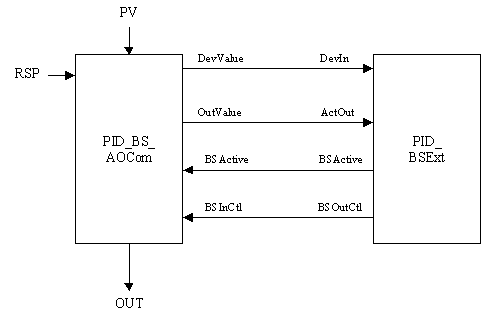 PV
RSP
DevValue DevIn
OutValue ActOut
PID_BS_
AOCom
PID_
BSExt
BSActive BSActive
BSInCtl BSOutCtl
OUT